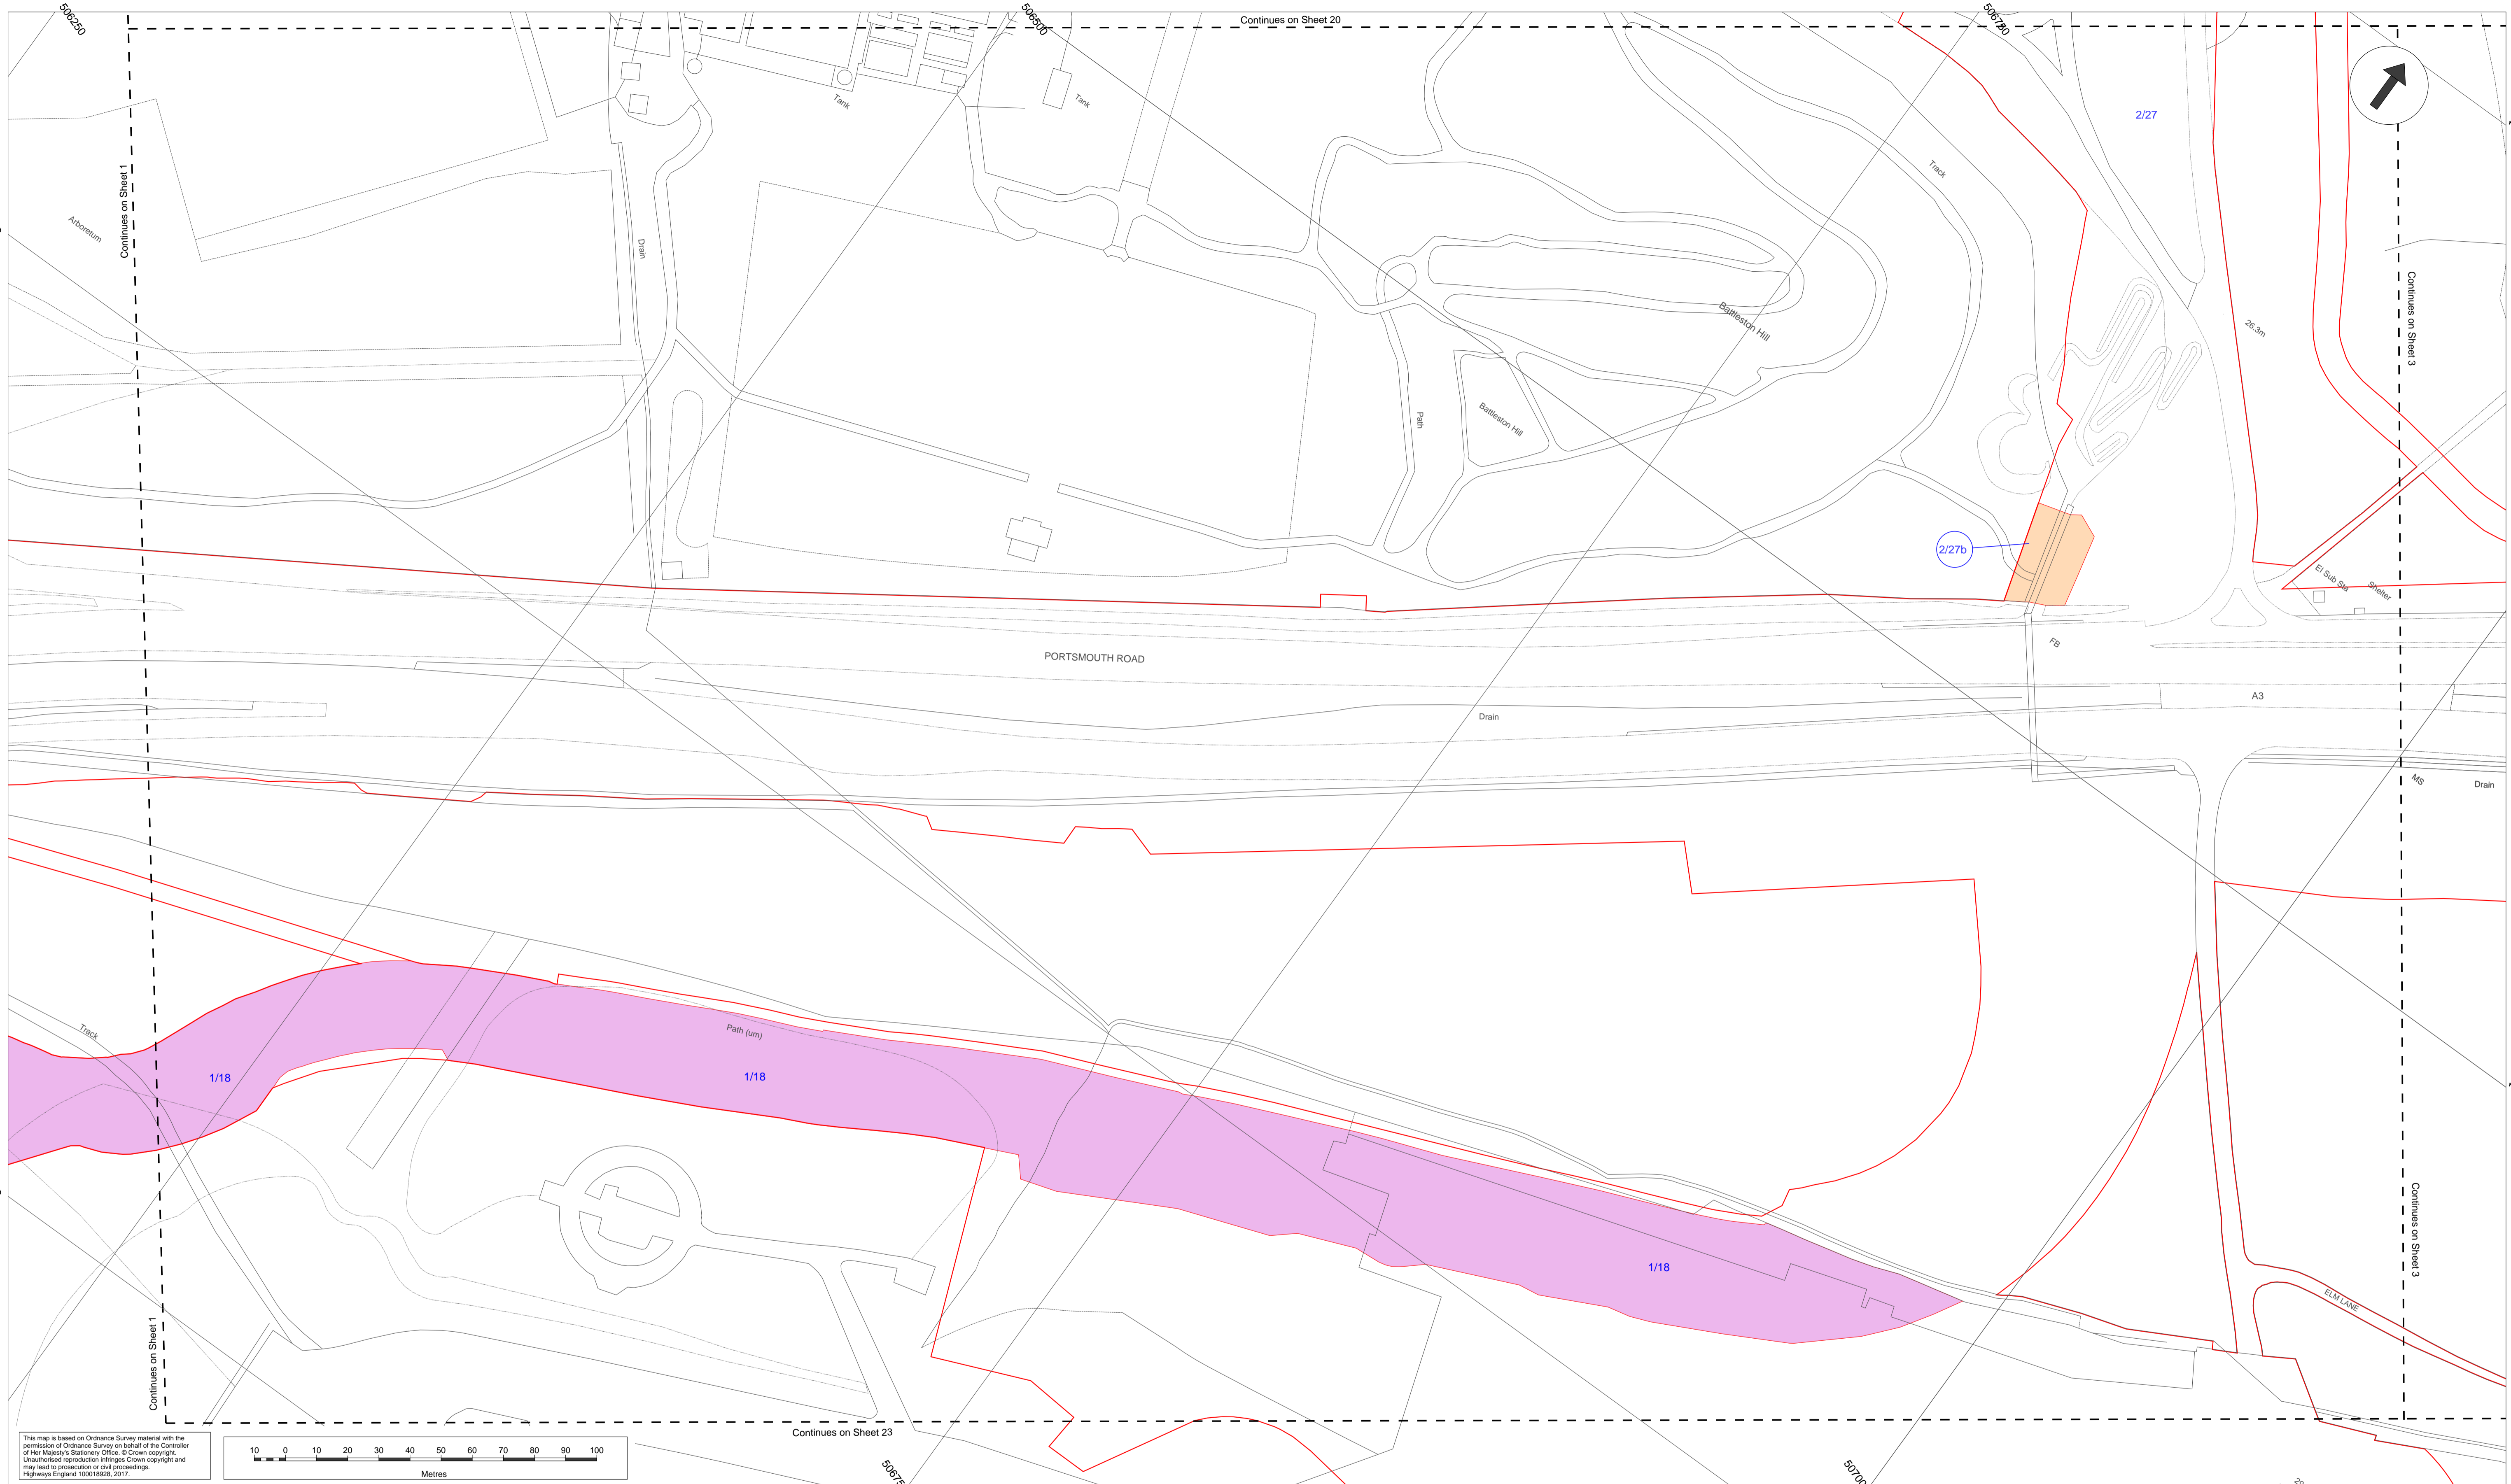 506250
506500
Continues on Sheet 20
506750
2/27
Tank
Tank
Track
Continues on Sheet 1
Arboretum
Drain
Battleston Hill
26.3m
Continues on Sheet 3
Path
Battleston Hill
2/27b
El Sub Sta
Shelter
FB
PORTSMOUTH ROAD
A3
Drain
MS
Drain
Track
Path (um)
1/18
1/18
1/18
Continues on Sheet 3
ELM LANE
Continues on Sheet 1
Continues on Sheet 23
This map is based on Ordnance Survey material with the
permission of Ordnance Survey on behalf of the Controller
of Her Majesty's Stationery Office. © Crown copyright.
Unauthorised reproduction infringes Crown copyright and
may lead to prosecution or civil proceedings.
Highways England 100018928, 2017.
10 0 10 20 30 40 50 60 70 80 90 100
Metres
50675
50700